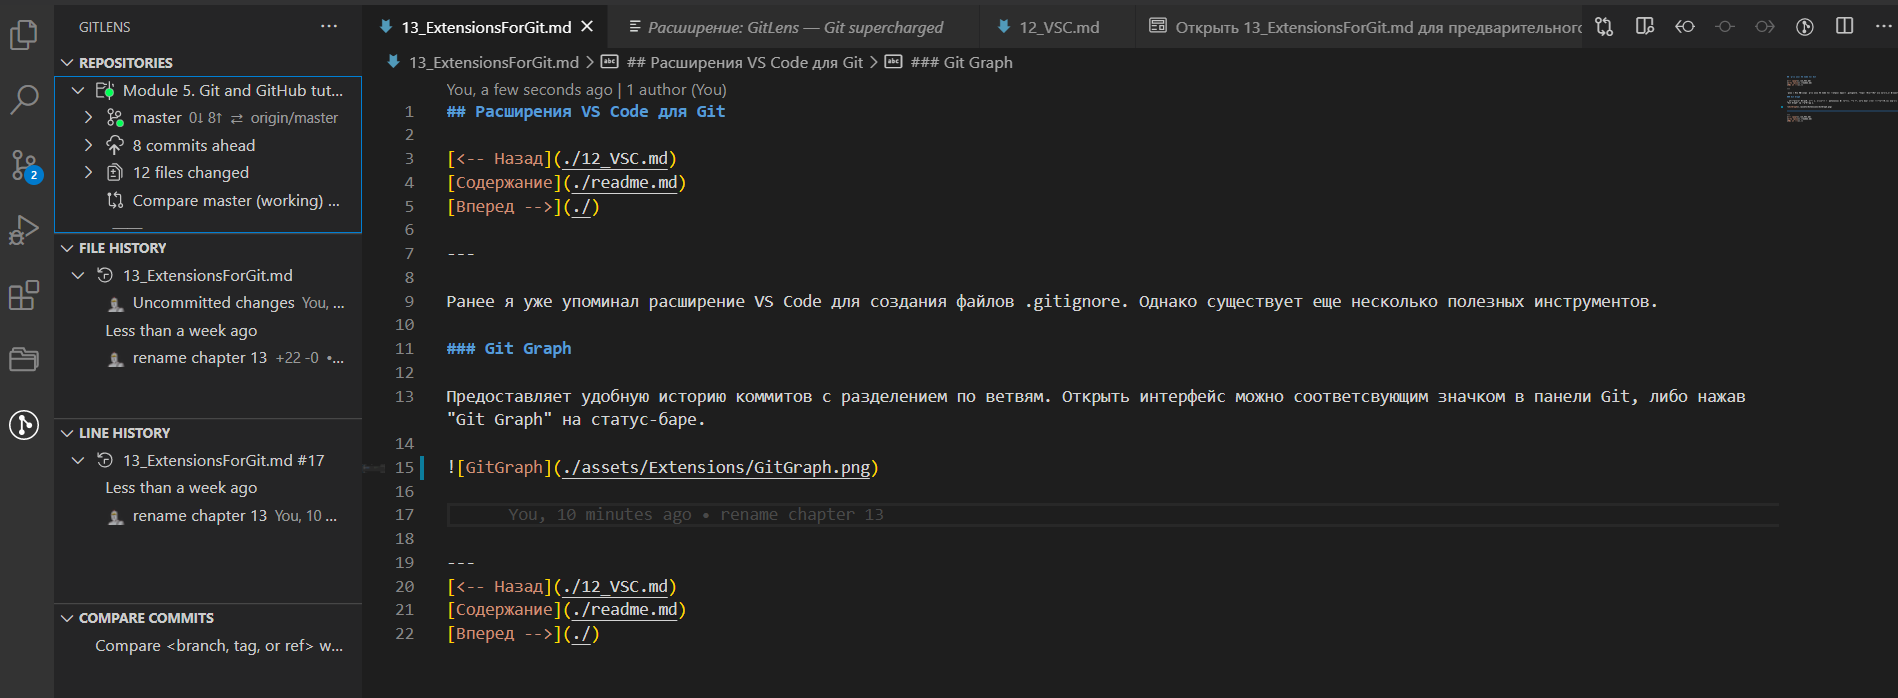 GITLENS
REPOSITORIES
Module 5. Git and GitHub tut...
master 0↓ 8↑ ⇄ origin/master
8 commits ahead
12 files changed
Compare master (working) ...
2
FILE HISTORY
13_ExtensionsForGit.md
Uncommitted changes You, ...
Less than a week ago
rename chapter 13 +22 -0 •...
LINE HISTORY
13_ExtensionsForGit.md #17
Less than a week ago
rename chapter 13 You, 10 ...
COMPARE COMMITS
Compare <branch, tag, or ref> w...
13_ExtensionsForGit.md
Расширение: GitLens — Git supercharged
12_VSC.md
Открыть 13_ExtensionsForGit.md для предварительног
13_ExtensionsForGit.md > ## Расширения VS Code для Git > ### Git Graph
You, a few seconds ago | 1 author (You)
1 ## Расширения VS Code для Git
2
3 [<-- Назад](./12_VSC.md)
4 [Содержание](./readme.md)
5 [Вперед -->](./)
6
7 ---
8
9 Ранее я уже упоминал расширение VS Code для создания файлов .gitignore. Однако существует еще несколько полезных инструментов.
10
11 ### Git Graph
12
13 Предоставляет удобную историю коммитов с разделением по ветвям. Открыть интерфейс можно соответсвующим значком в панели Git, либо нажав
"Git Graph" на статус-баре.
14
15 ![GitGraph](./assets/Extensions/GitGraph.png)
16
17 You, 10 minutes ago • rename chapter 13
18
19 ---
20 [<-- Назад](./12_VSC.md)
21 [Содержание](./readme.md)
22 [Вперед -->](./)